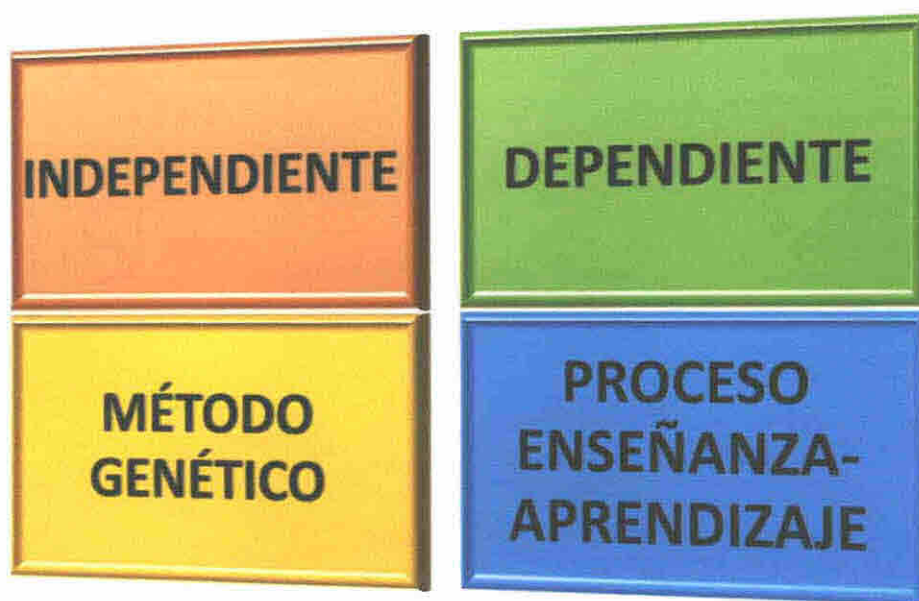 INDEPENDIENTE
DEPENDIENTE
MÉTODO
GENÉTICO
PROCESO
ENSEÑANZA-
APRENDIZAJE